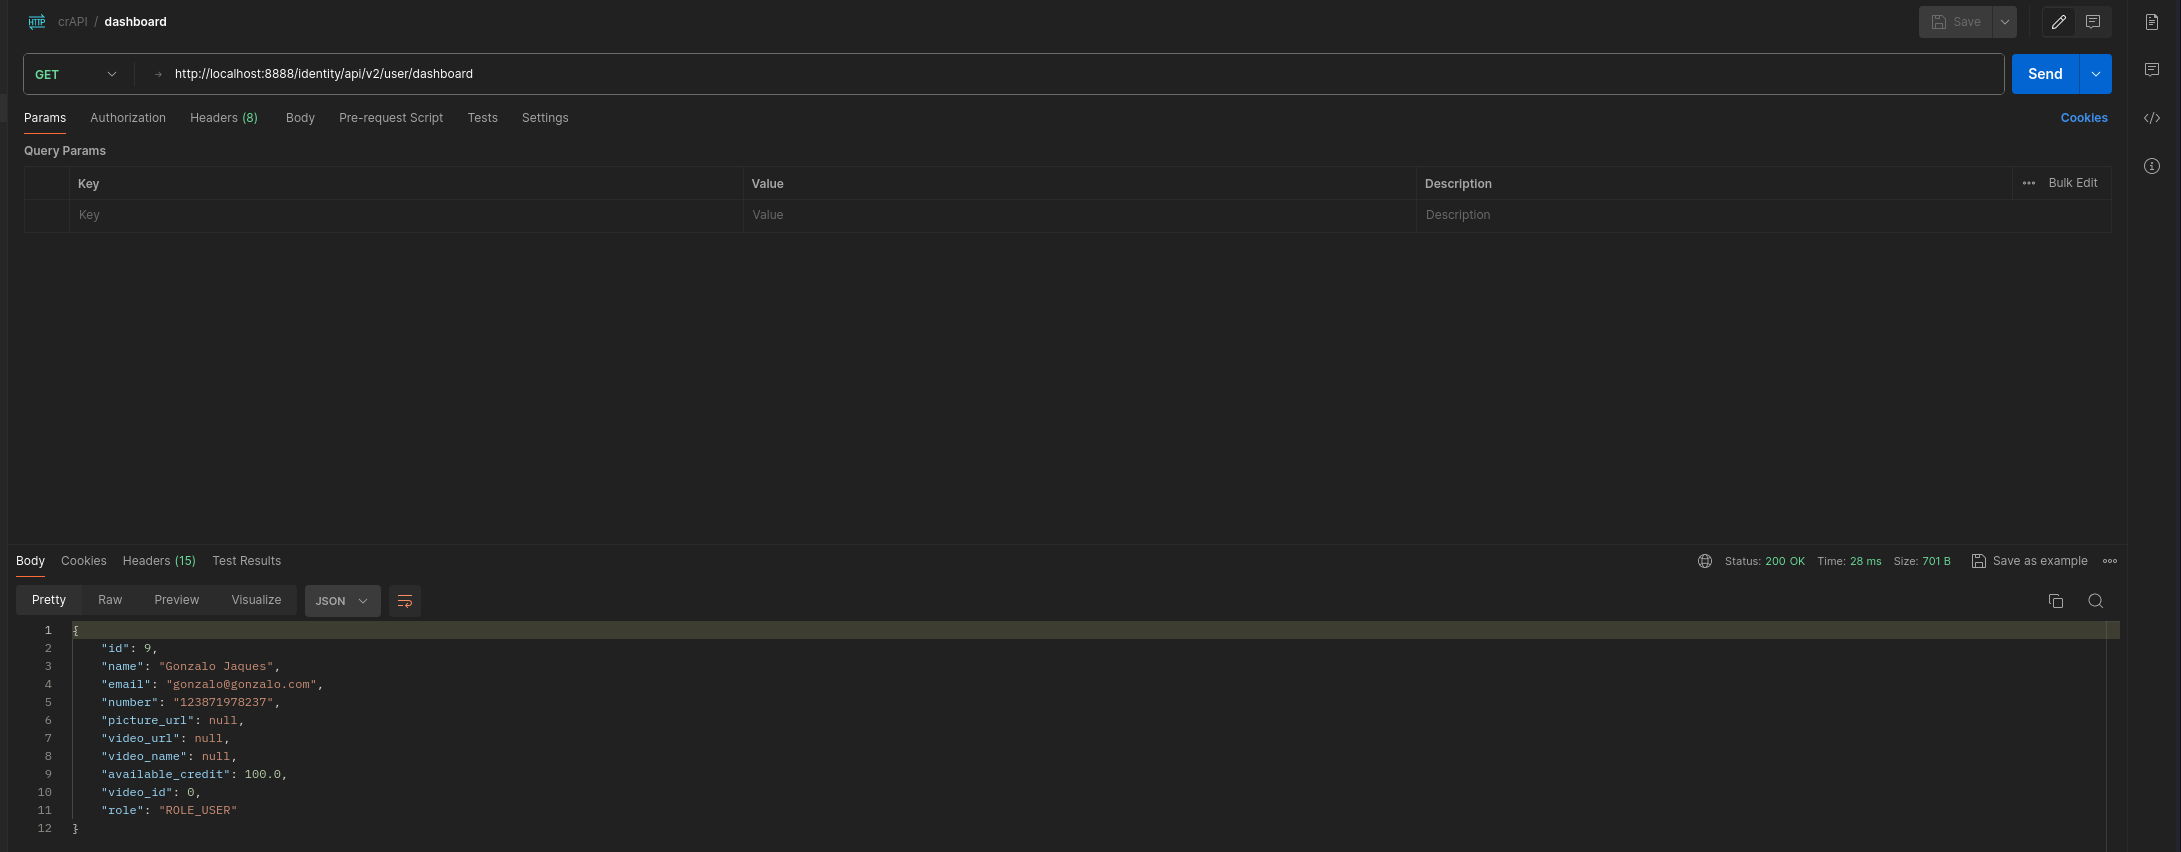 HTTP crAPI / dashboard Save
GET → http://localhost:8888/identity/api/v2/user/dashboard Send
Params Authorization Headers (8) Body Pre-request Script Tests Settings Cookies
Query Params
Key Value Description ••• Bulk Edit
Key Value Description
Body Cookies Headers (15) Test Results Status: 200 OK Time: 28 ms Size: 701 B Save as example
Pretty Raw Preview Visualize JSON
1 {
2 "id": 9,
3 "name": "Gonzalo Jaques",
4 "email": "gonzalo@gonzalo.com",
5 "number": "123871978237",
6 "picture_url": null,
7 "video_url": null,
8 "video_name": null,
9 "available_credit": 100.0,
10 "video_id": 0,
11 "role": "ROLE_USER"
12 }